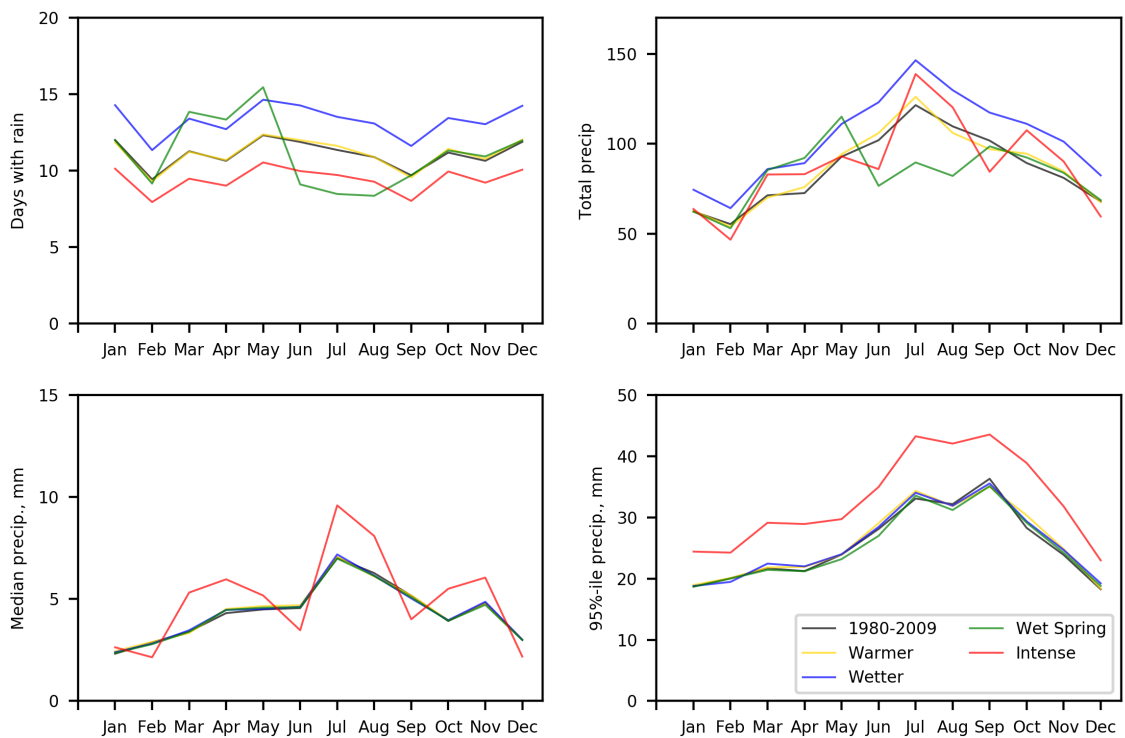 Days with rain
20
15
10
5
0
Jan Feb Mar Apr May Jun Jul Aug Sep Oct Nov Dec
Total precip
150
100
50
0
Jan Feb Mar Apr May Jun Jul Aug Sep Oct Nov Dec
Median precip., mm
15
10
5
0
Jan Feb Mar Apr May Jun Jul Aug Sep Oct Nov Dec
95%-ile precip., mm
50
40
30
20
10
0
1980-2009
Warmer
Wetter
Wet Spring
Intense
Jan Feb Mar Apr May Jun Jul Aug Sep Oct Nov Dec